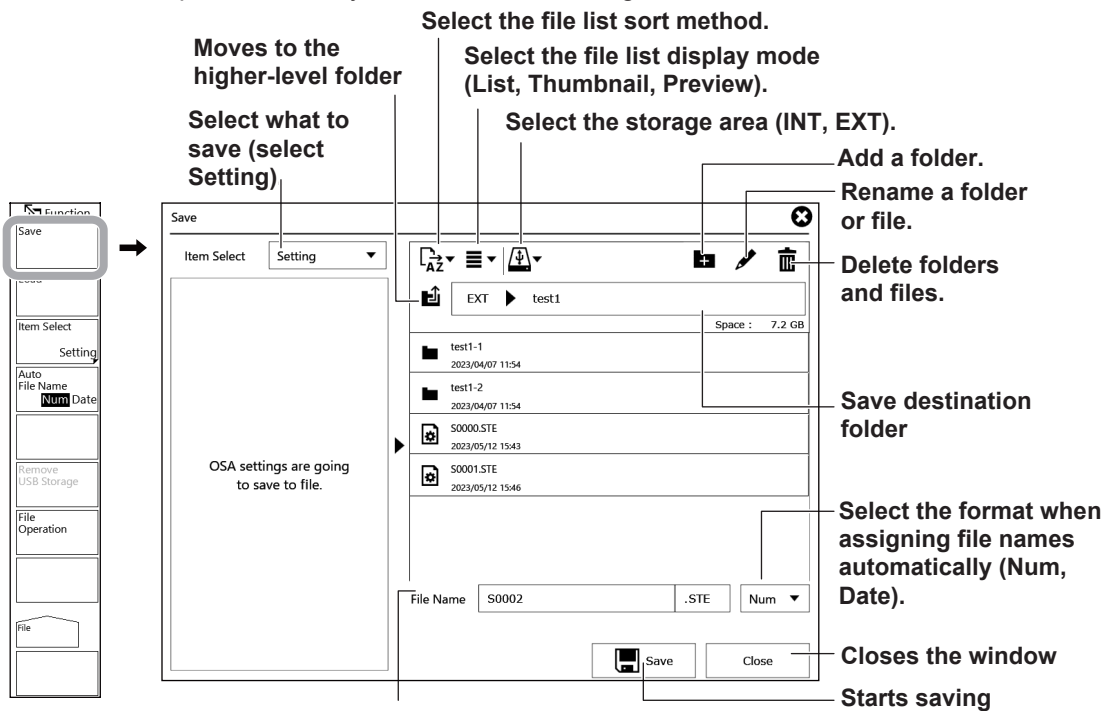 Select the file list sort method.
Moves to the
higher-level folder
Select the file list display mode
(List, Thumbnail, Preview).
Select what to
save (select
Setting)
Select the storage area (INT, EXT).
Add a folder.
Rename a folder
or file.
Delete folders
and files.
Save destination
folder
Select the format when
assigning file names
automatically (Num,
Date).
Closes the window
Starts saving
Function
Save
Item Select
Setting
Auto
File Name
Num Date
Remove
USB Storage
File
Operation
File
Save
Item Select
Setting
AZ
EXT
test1
Space : 7.2 GB
test1-1
2023/04/07 11:54
test1-2
2023/04/07 11:54
S0000.STE
2023/05/12 15:43
S0001.STE
2023/05/12 15:46
OSA settings are going
to save to file.
File Name S0002 .STE Num
Save
Close